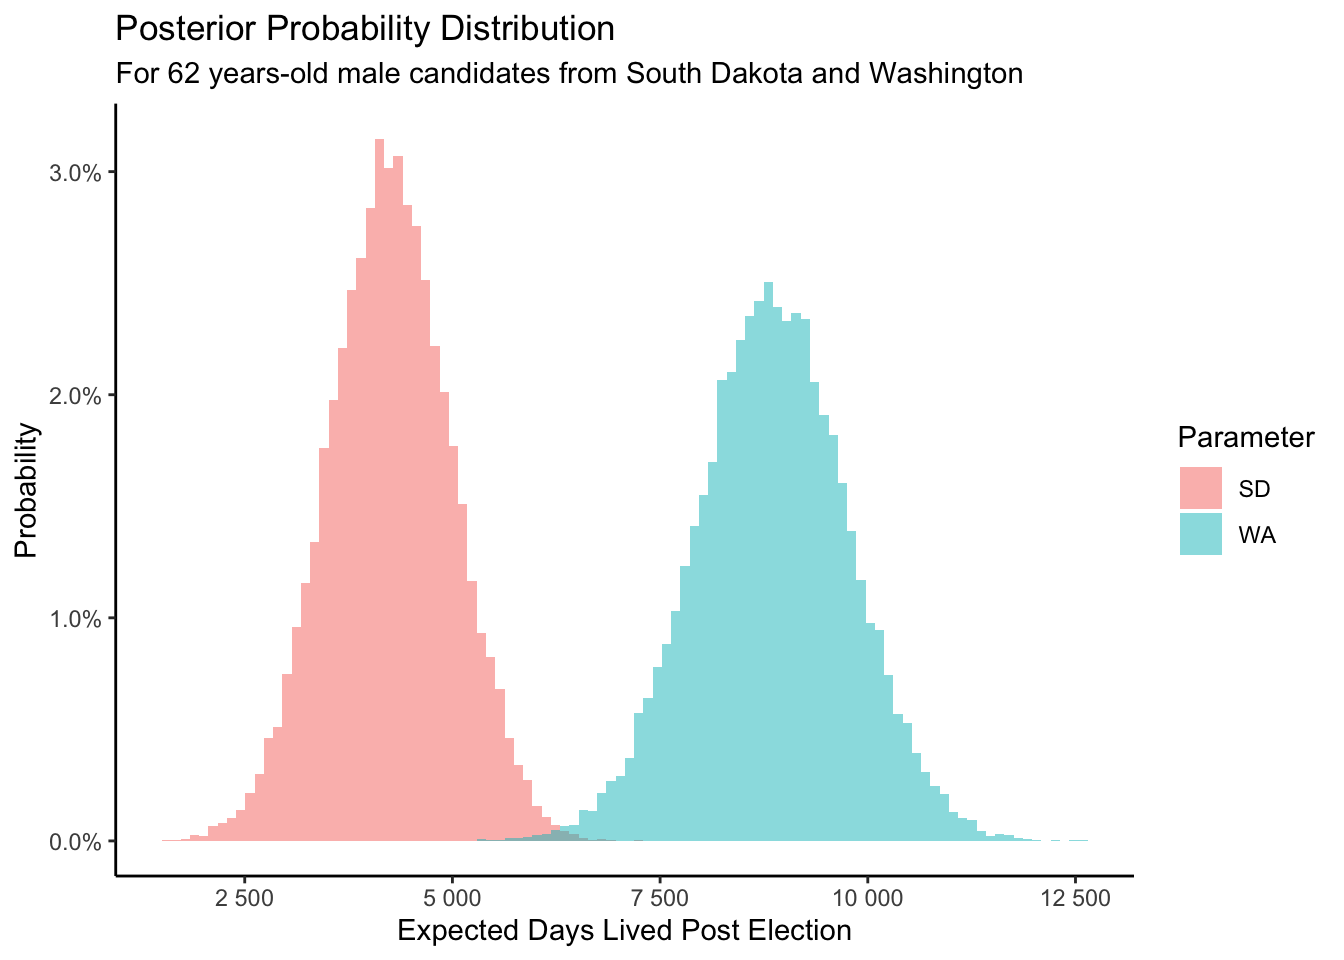 Posterior Probability Distribution
For 62 years-old male candidates from South Dakota and Washington
3.0%
2.0%
1.0%
0.0%
Probability
2 500
5 000
7 500
10 000
12 500
Expected Days Lived Post Election
Parameter
SD
WA